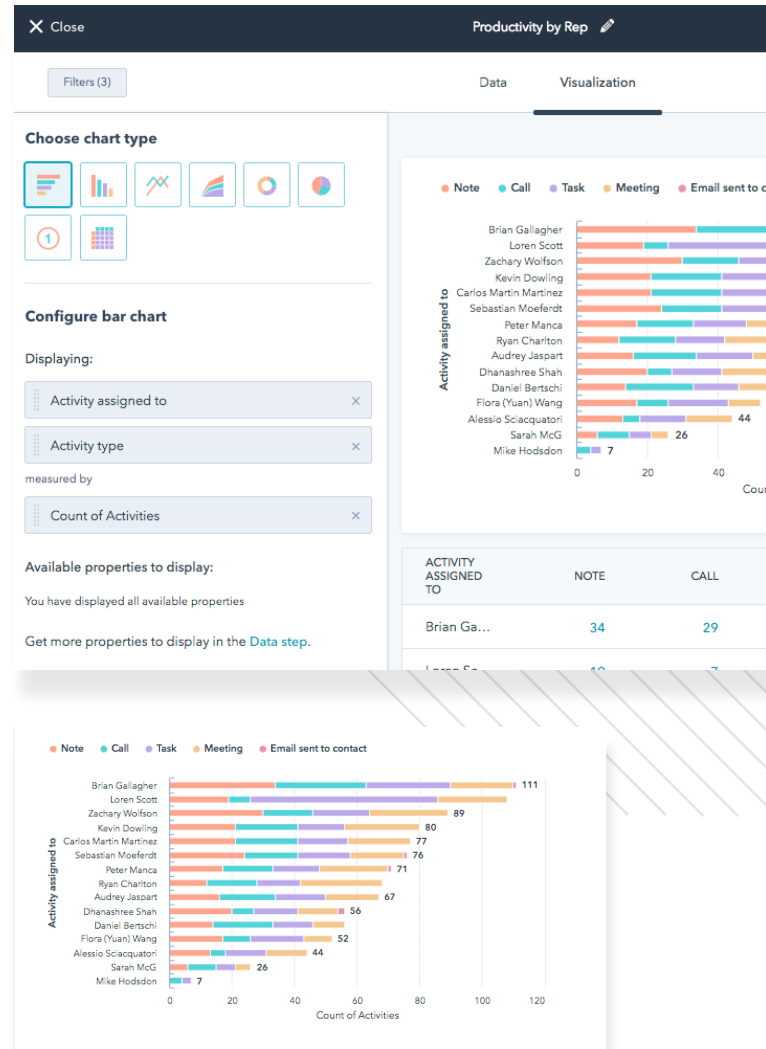 Close
Productivity by Rep
Filters (3)
Data
Visualization
Choose chart type
1
Configure bar chart
Displaying:
Activity assigned to
Activity type
measured by
Count of Activities
Available properties to display:
You have displayed all available properties
Get more properties to display in the Data step.
Note Call Task Meeting Email sent to c
Activity assigned to
Brian Gallagher
Loren Scott
Zachary Wolfson
Kevin Dowling
Carlos Martin Martinez
Sebastian Moeferdt
Peter Manca
Ryan Charlton
Audrey Jaspart
Dhanashree Shah
Daniel Bertschi
Flora (Yuan) Wang
Alessio Sciacquatori 44
Sarah McG 26
Mike Hodsdon 7
0 20 40
Coun
ACTIVITY
ASSIGNED
TO
NOTE
CALL
Brian Ga... 34 29
Note Call Task Meeting Email sent to contact
Activity assigned to
Brian Gallagher 111
Loren Scott
Zachary Wolfson 89
Kevin Dowling 80
Carlos Martin Martinez 77
Sebastian Moeferdt 76
Peter Manca 71
Ryan Charlton
Audrey Jaspart 67
Dhanashree Shah 56
Daniel Bertschi
Flora (Yuan) Wang 52
Alessio Sciacquatori 44
Sarah McG 26
Mike Hodsdon 7
0 20 40 60 80 100 120
Count of Activities